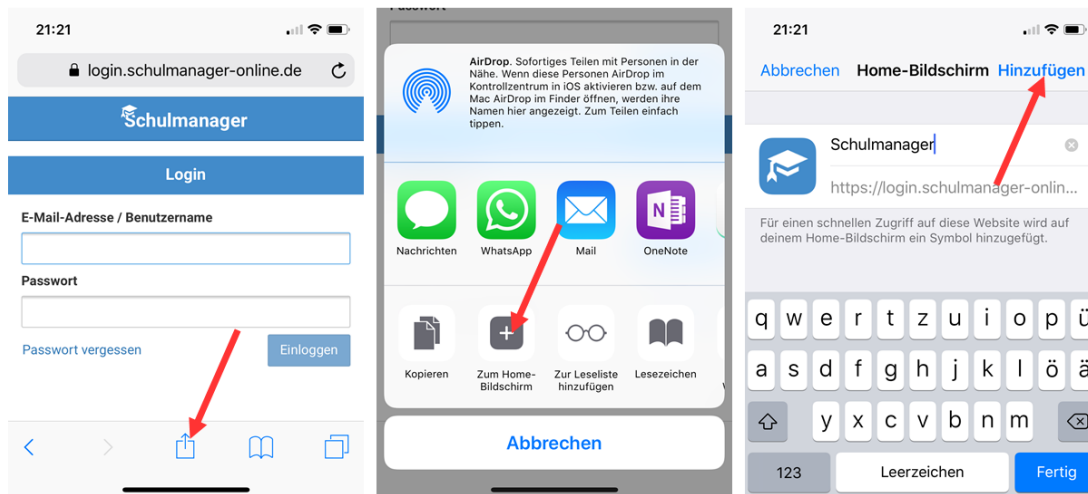 21:21
login.schulmanager-online.de
Schulmanager
Login
E-Mail-Adresse / Benutzername
Passwort
Passwort vergessen
Einloggen
Passwort
AirDrop. Sofortiges Teilen mit Personen in der
Nähe. Wenn diese Personen AirDrop im
Kontrollzentrum in iOS aktivieren bzw. auf dem
Mac AirDrop im Finder öffnen, werden ihre
Namen hier angezeigt. Zum Teilen einfach
tippen.
Nachrichten
WhatsApp
Mail
N
OneNote
Kopieren
Zum Home-
Bildschirm
Zur Leseliste
hinzufügen
Lesezeichen
Abbrechen
21:21
Abbrechen Home-Bildschirm Hinzufügen
Schulmanager
https://login.schulmanager-onlin...
Für einen schnellen Zugriff auf diese Website wird auf
deinem Home-Bildschirm ein Symbol hinzugefügt.
q w e r t z u i o p ü
a s d f g h j k l ö ä
y x c v b n m
123 Leerzeichen Fertig